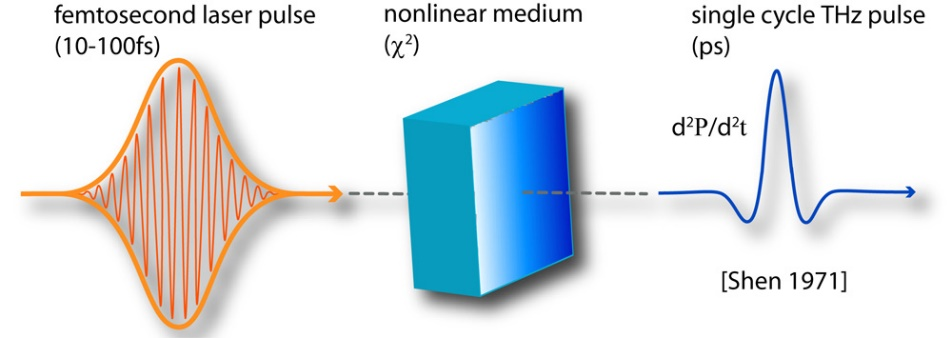 femtosecond laser pulse
(10-100fs)
nonlinear medium
(χ²)
single cycle THz pulse
(ps)
d²P/d²t
[Shen 1971]